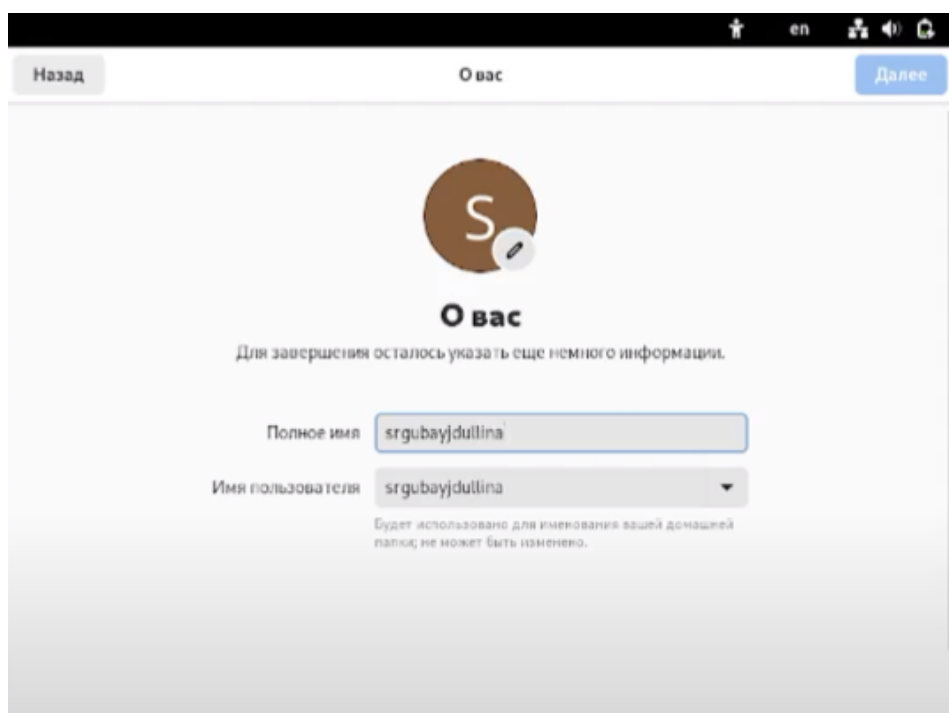 en
Назад
О вас
Далее
S
О вас
Для завершения осталось указать еще немного информации.
Полное имя srgubayjdullina
Имя пользователя srgubayjdullina
Будет использовано для именования вашей домашней
папки; не может быть изменено.